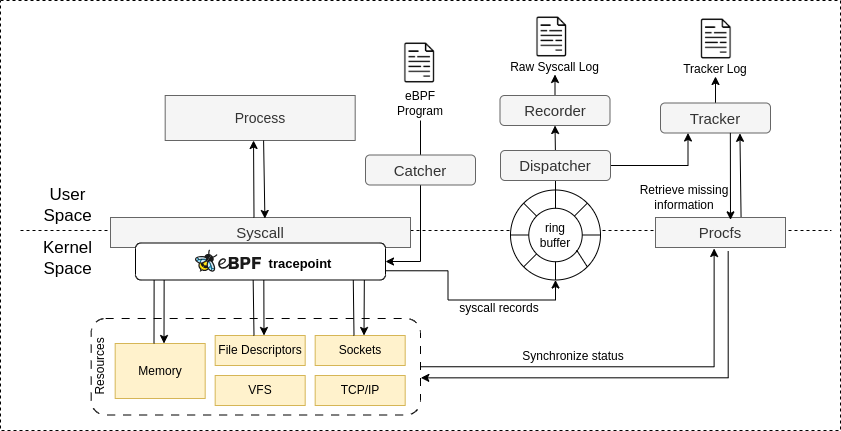 Raw Syscall Log
Tracker Log
eBPF
Program
Process
Recorder
Tracker
Catcher
Dispatcher
Retrieve missing
information
User
Space
Syscall
ring
buffer
Procfs
Kernel
Space
eBPF tracepoint
syscall records
Resources
Memory
File Descriptors
Sockets
VFS
TCP/IP
Synchronize status